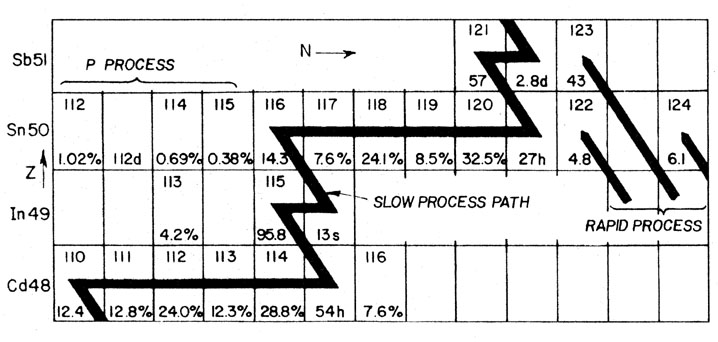 121 123
Sb51 N →
P PROCESS
57 2.8d 43
112 114 115 116 117 118 119 120 122 124
Sn50
1.02% 112d 0.69% 0.38% 14.3 7.6% 24.1% 8.5% 32.5% 27h 4.8 6.1
Z
113 115
SLOW PROCESS PATH
In49
RAPID PROCESS
4.2% 95.8 13s
110 111 112 113 114 116
Cd48
12.4 12.8% 24.0% 12.3% 28.8% 54h 7.6%